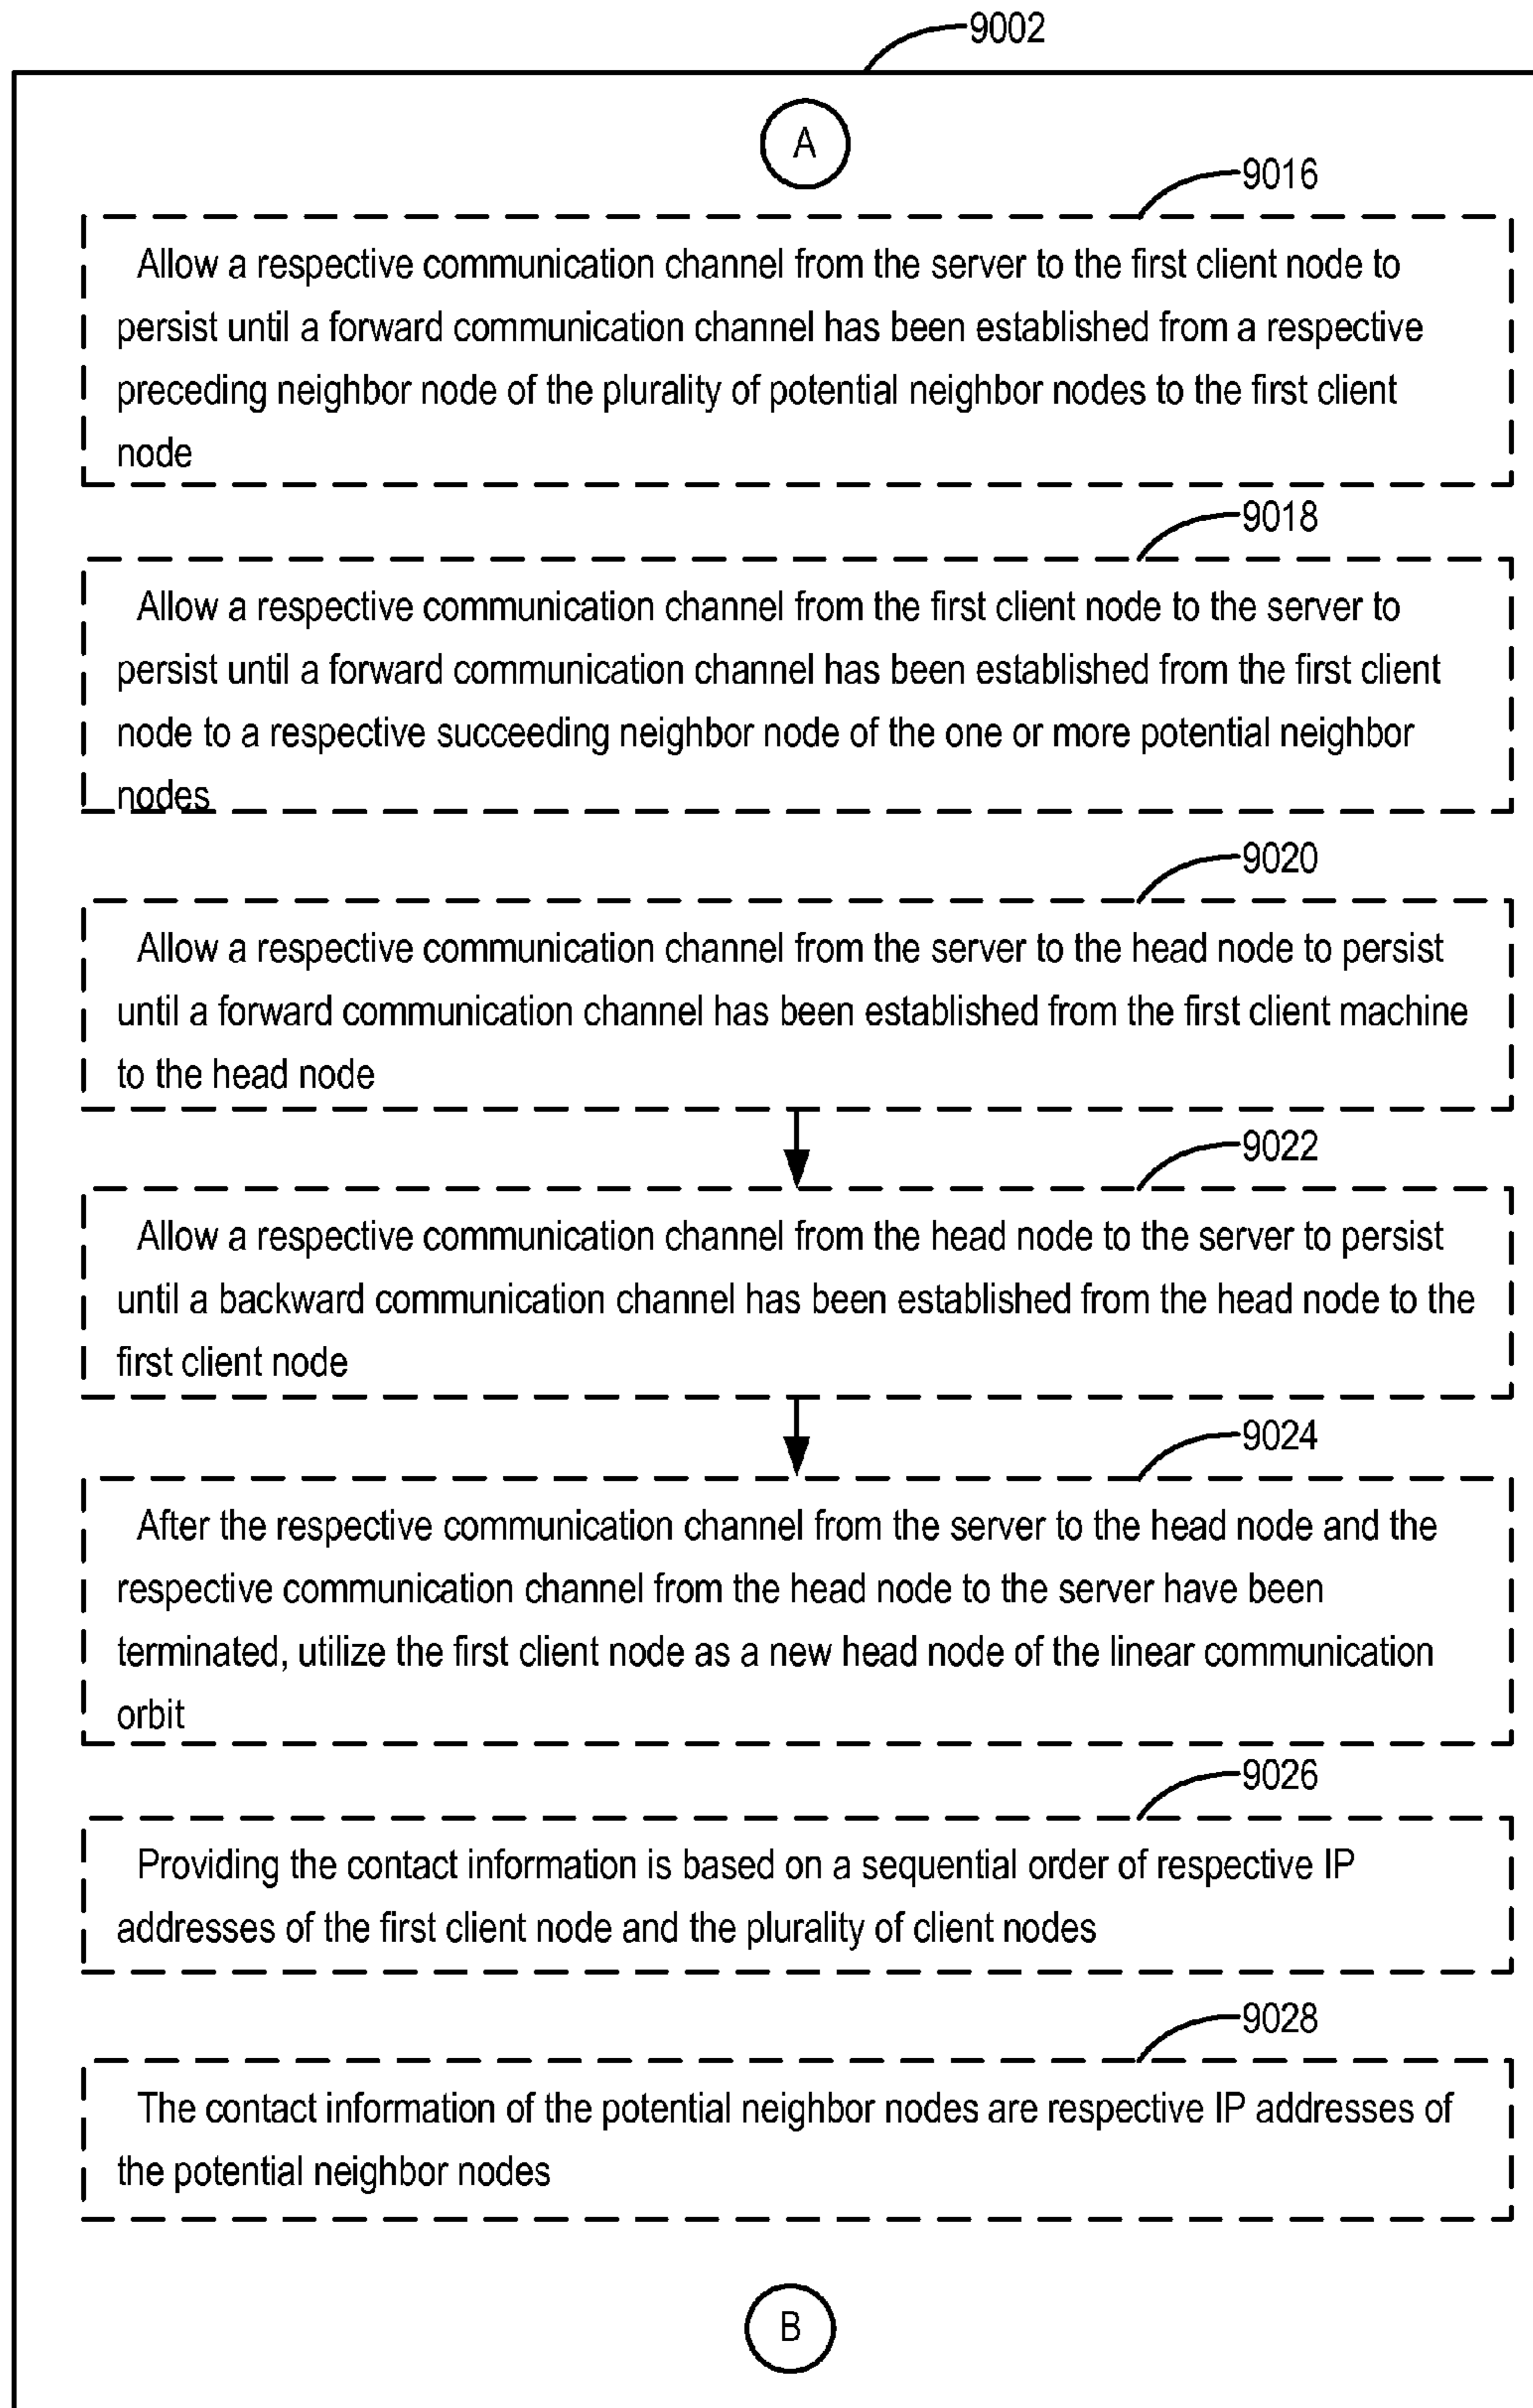 9002
A
9016
Allow a respective communication channel from the server to the first client node to
persist until a forward communication channel has been established from a respective
preceding neighbor node of the plurality of potential neighbor nodes to the first client
node
9018
Allow a respective communication channel from the first client node to the server to
persist until a forward communication channel has been established from the first client
node to a respective succeeding neighbor node of the one or more potential neighbor
nodes
9020
Allow a respective communication channel from the server to the head node to persist
until a forward communication channel has been established from the first client machine
to the head node
9022
Allow a respective communication channel from the head node to the server to persist
until a backward communication channel has been established from the head node to the
first client node
9024
After the respective communication channel from the server to the head node and the
respective communication channel from the head node to the server have been
terminated, utilize the first client node as a new head node of the linear communication
orbit
9026
Providing the contact information is based on a sequential order of respective IP
addresses of the first client node and the plurality of client nodes
9028
The contact information of the potential neighbor nodes are respective IP addresses of
the potential neighbor nodes
B